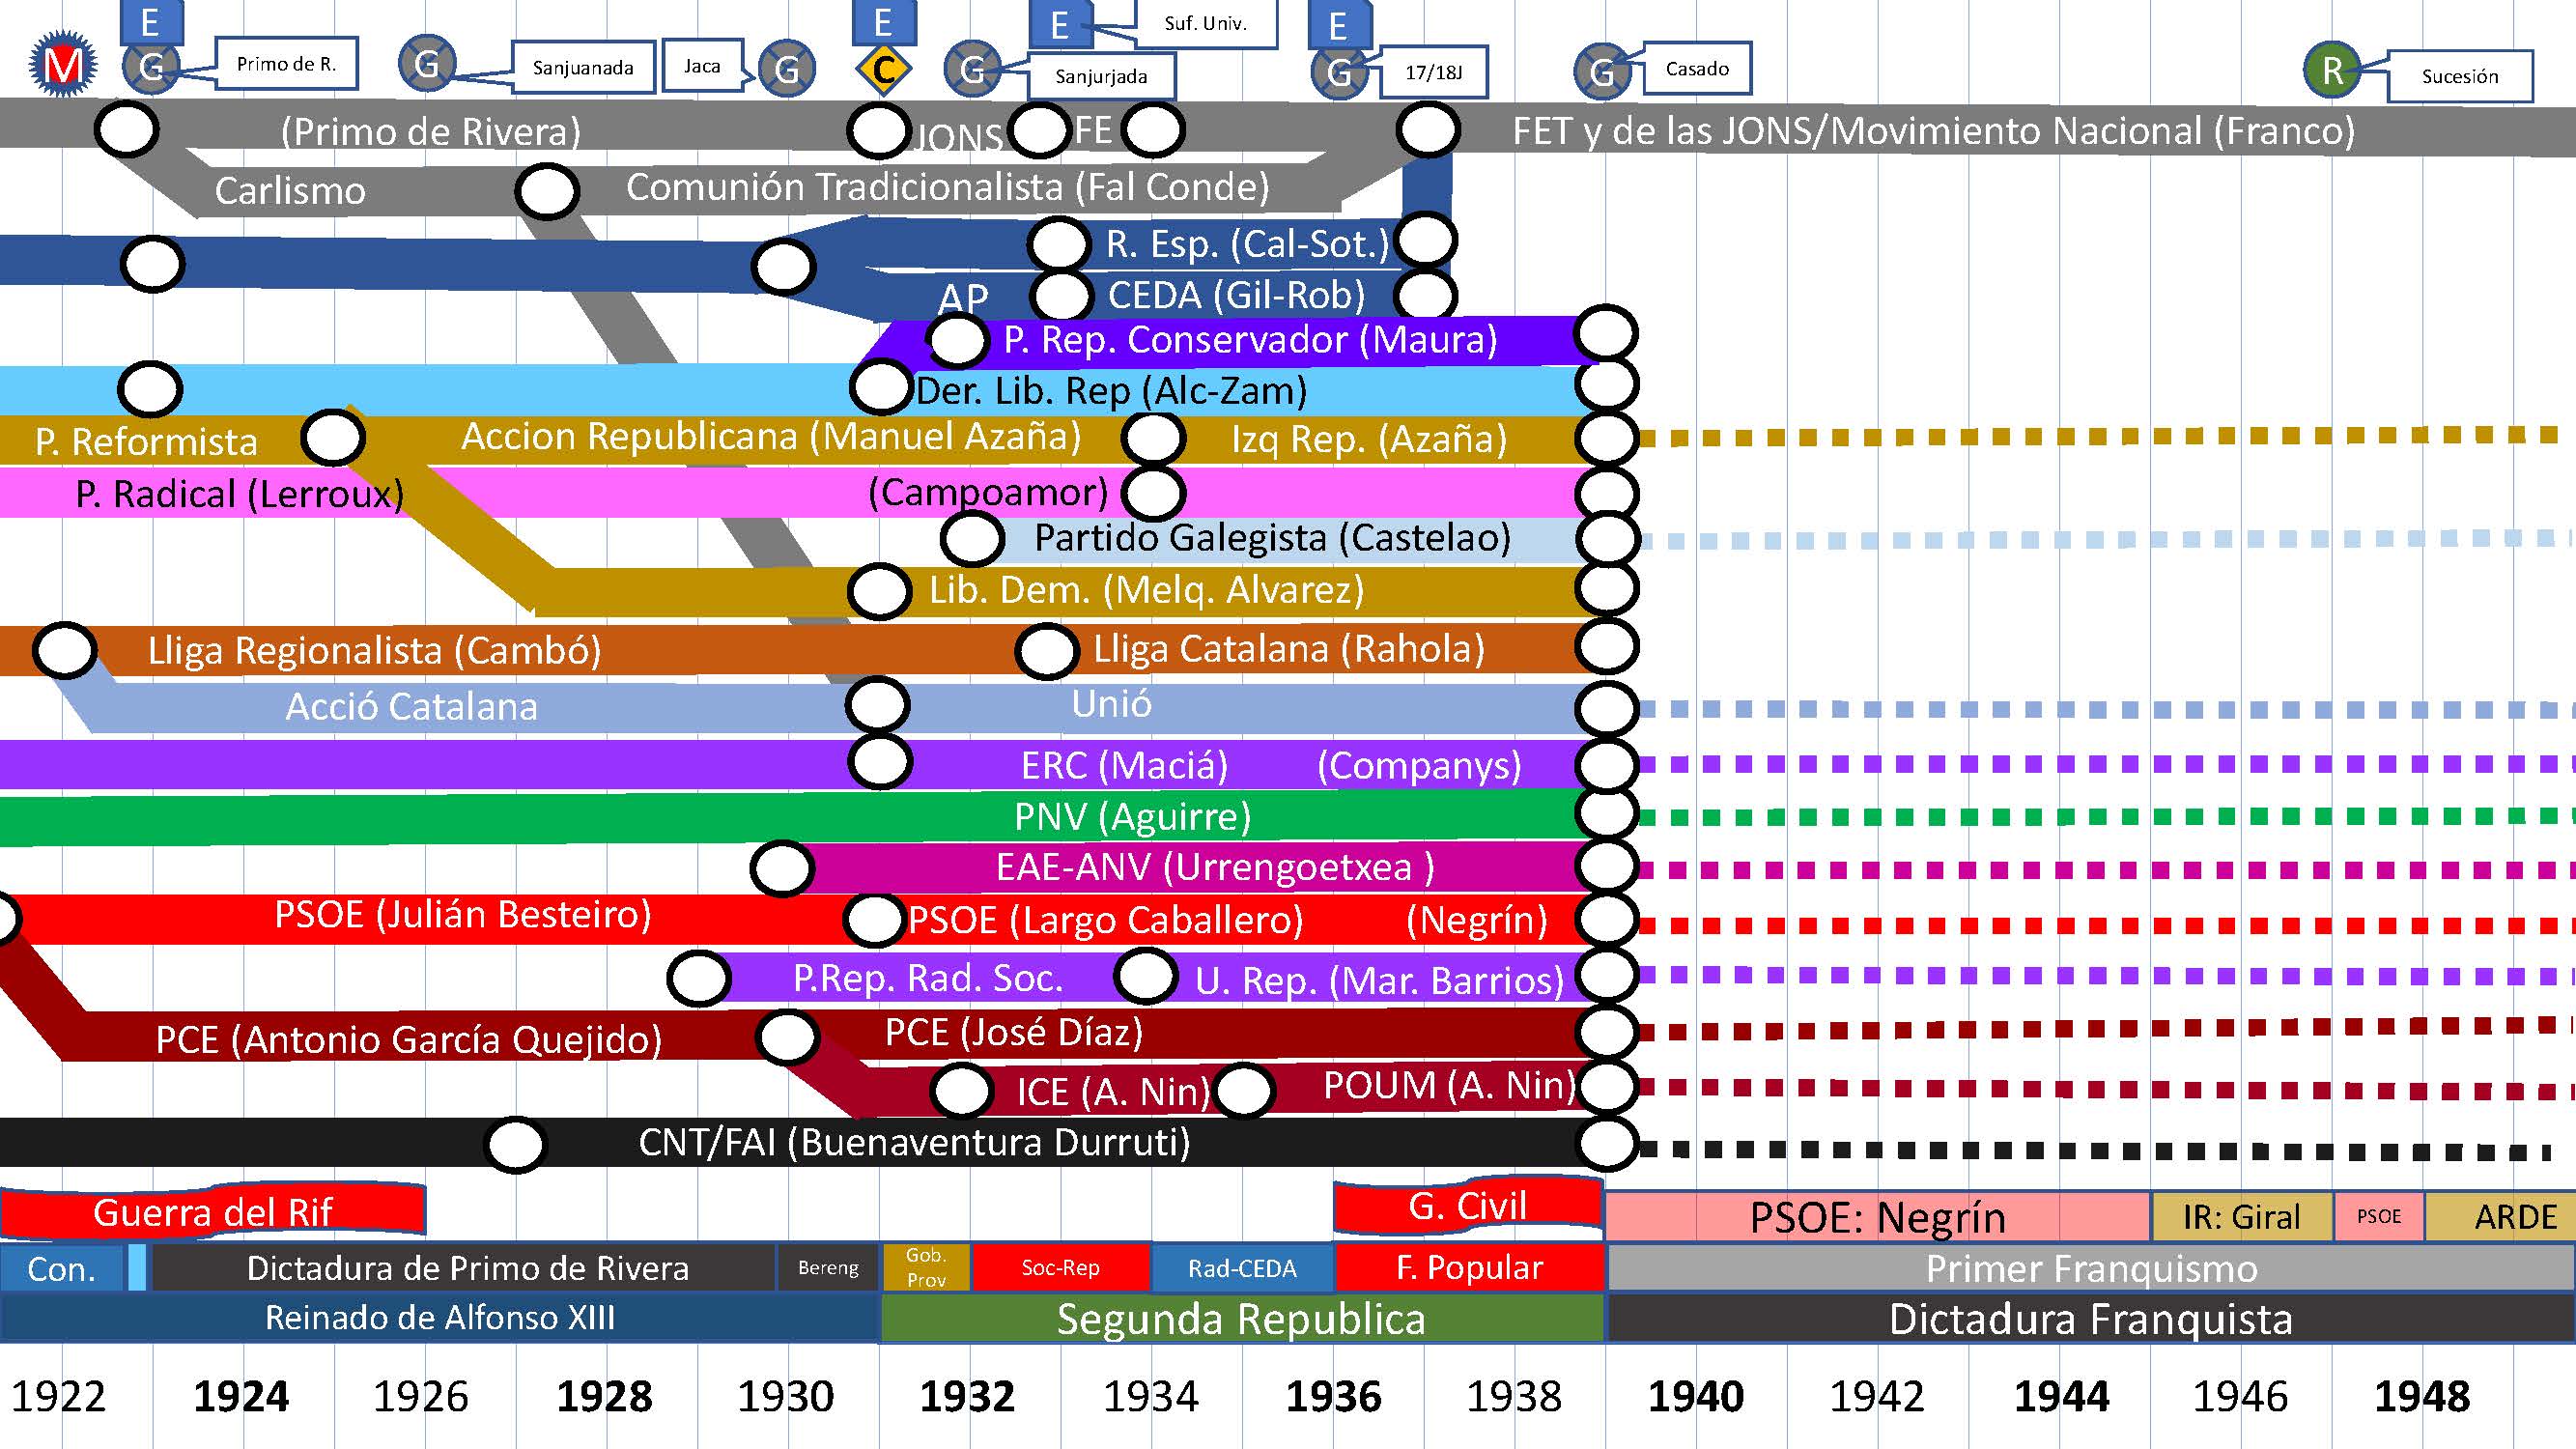 E E E Suf. Univ. E
M G Primo de R. G Sanjuanada Jaca G C G Sanjurjada G 17/18J G Casado R Sucesión
(Primo de Rivera) JONS FE FET y de las JONS/Movimiento Nacional (Franco)
Carlismo Comunión Tradicionalista (Fal Conde)
R. Esp. (Cal-Sot.)
AP CEDA (Gil-Rob)
P. Rep. Conservador (Maura)
Der. Lib. Rep (Alc-Zam)
P. Reformista Accion Republicana (Manuel Azaña) Izq Rep. (Azaña)
P. Radical (Lerroux) (Campoamor)
Partido Galegista (Castelao)
Lib. Dem. (Melq. Alvarez)
Lliga Regionalista (Cambó) Lliga Catalana (Rahola)
Acció Catalana Unió
ERC (Maciá) (Companys)
PNV (Aguirre)
EAE-ANV (Urrengoetxea )
PSOE (Julián Besteiro) PSOE (Largo Caballero) (Negrín)
P.Rep. Rad. Soc. U. Rep. (Mar. Barrios)
PCE (Antonio García Quejido) PCE (José Díaz)
ICE (A. Nin) POUM (A. Nin)
CNT/FAI (Buenaventura Durruti)
Guerra del Rif G. Civil PSOE: Negrín IR: Giral PSOE ARDE
Con. Dictadura de Primo de Rivera Bereng Gob.
Prov Soc-Rep Rad-CEDA F. Popular Primer Franquismo
Reinado de Alfonso XIII Segunda Republica Dictadura Franquista
1922 1924 1926 1928 1930 1932 1934 1936 1938 1940 1942 1944 1946 1948